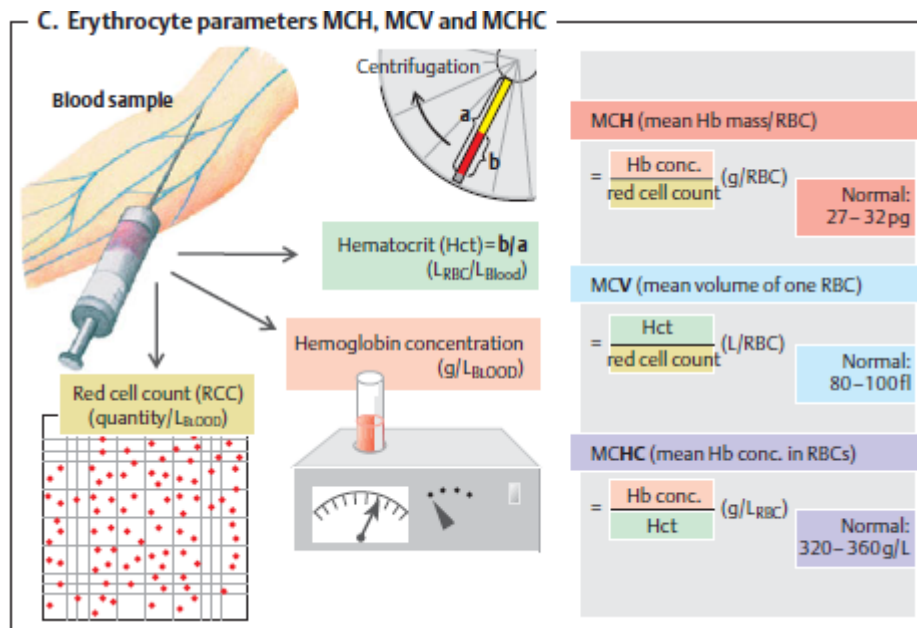 C. Erythrocyte parameters MCH, MCV and MCHC
Blood sample
Centrifugation
a
b
Hematocrit (Hct) = b/a
(LRBC/LBlood)
Hemoglobin concentration
(g/LBLOOD)
Red cell count (RCC)
(quantity/LBLOOD)
MCH (mean Hb mass/RBC)
= Hb conc.
red cell count (g/RBC)
Normal:
27–32 pg
MCV (mean volume of one RBC)
= Hct
red cell count (L/RBC)
Normal:
80–100 fl
MCHC (mean Hb conc. in RBCs)
= Hb conc.
Hct (g/LRBC)
Normal:
320–360 g/L